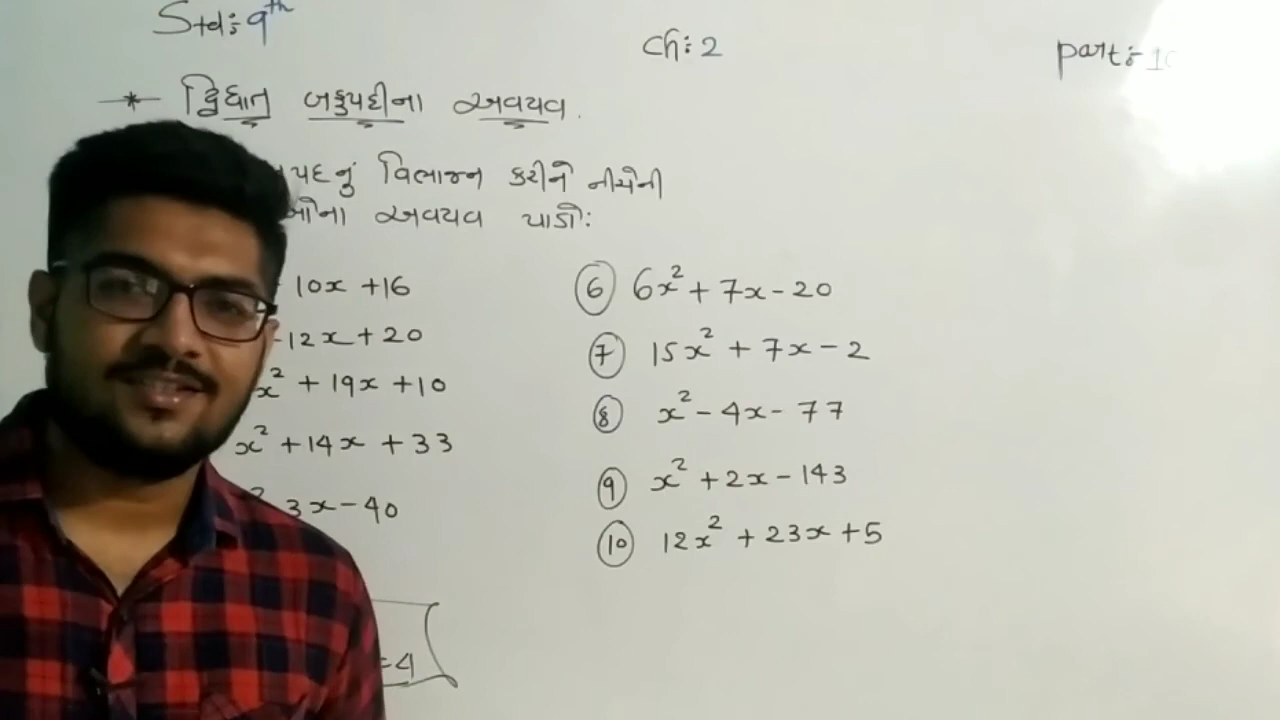 Std: 9th
Ch: 2
Part:
* દ્વિઘાત બહુપદીના અવયવ.
પદનું વિભાજન કરીને નીચેની
અવયવ પાડો:
10x + 16
12x + 20
x² + 19x + 10
x² + 14x + 33
3x - 40
⑥ 6x² + 7x - 20
⑦ 15x² + 7x - 2
⑧ x² - 4x - 77
⑨ x² + 2x - 143
⑩ 12x² + 23x + 5
=4